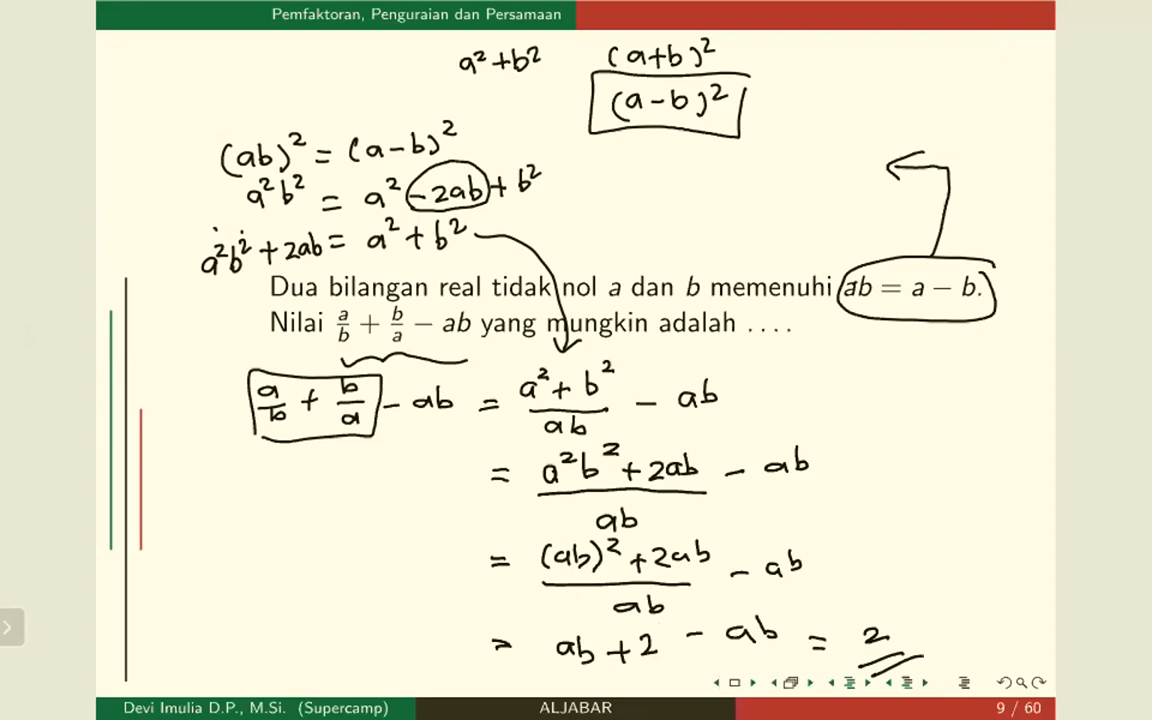 Pemfaktoran, Penguraian dan Persamaan
a² + b² (a+b)²
(a-b)²
(ab)² = (a-b)²
a²b² = a² - 2ab + b²
a²b² + 2ab = a² + b²
Dua bilangan real tidak nol a dan b memenuhi ab = a − b.
Nilai a/b + b/a − ab yang mungkin adalah ....
a/b + b/a - ab = (a² + b²)/ab - ab
= (a²b² + 2ab)/ab - ab
= ((ab)² + 2ab)/ab - ab
= ab + 2 - ab = 2
Devi Imulia D.P., M.Si. (Supercamp) ALJABAR 9 / 60